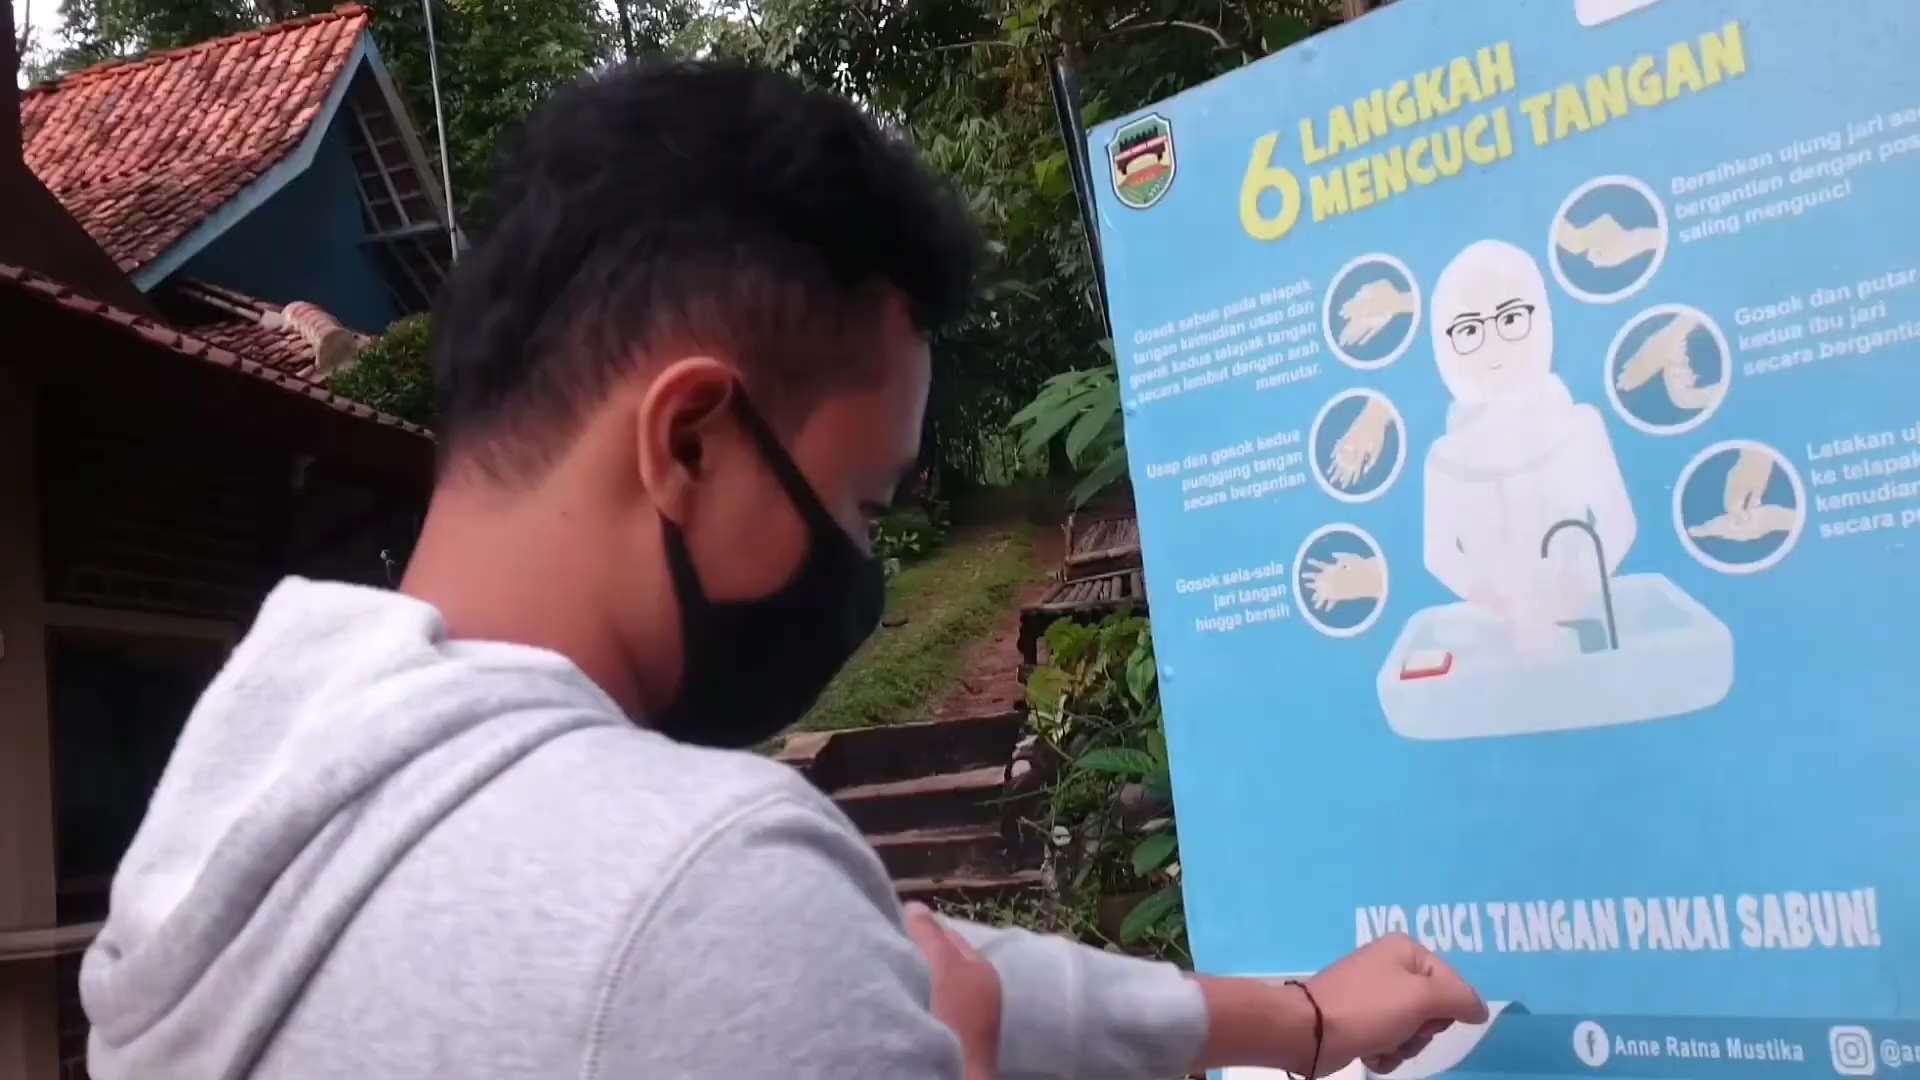 6 LANGKAH
MENCUCI TANGAN
Gosok sabun pada telapak
tangan kemudian usap dan
gosok kedua telapak tangan
secara lembut dengan arah
memutar.
Usap dan gosok kedua
punggung tangan
secara bergantian
Gosok sela-sela
jari tangan
hingga bersih
Bersihkan ujung jari
bergantian dengan
saling mengunci
Gosok dan putar
kedua ibu jari
secara bergantia
Letakan
ke telapak
kemudian
secara
AYO CUCI TANGAN PAKAI SABUN!
Anne Ratna Mustika